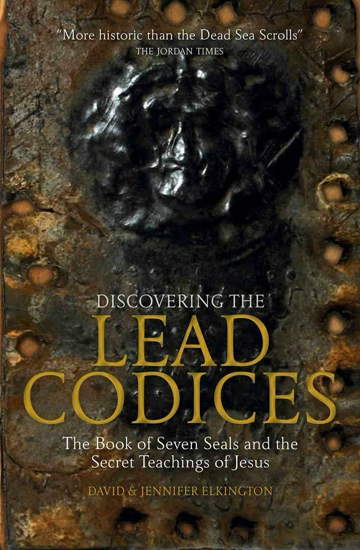 "More historic than the Dead Sea Scrolls"
THE JORDAN TIMES
DISCOVERING THE
LEAD
CODICES
The Book of Seven Seals and the
Secret Teachings of Jesus
DAVID & JENNIFER ELKINGTON